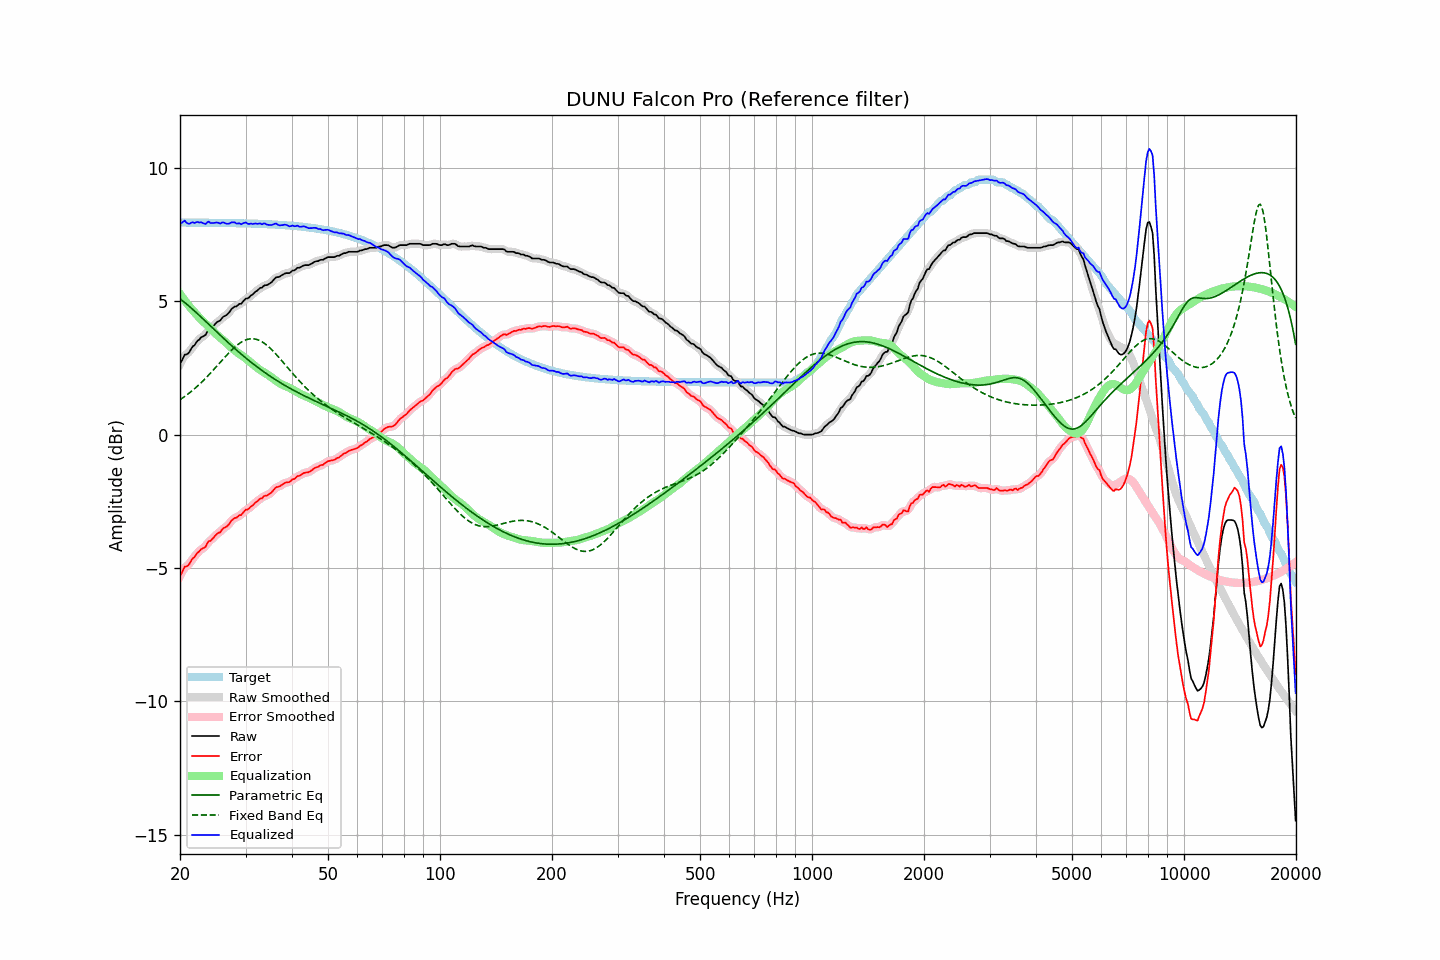 DUNU Falcon Pro (Reference filter)
Amplitude (dBr)
10
5
0
−5
−10
−15
Target
Raw Smoothed
Error Smoothed
Raw
Error
Equalization
Parametric Eq
Fixed Band Eq
Equalized
20 50 100 200 500 1000 2000 5000 10000 20000
Frequency (Hz)